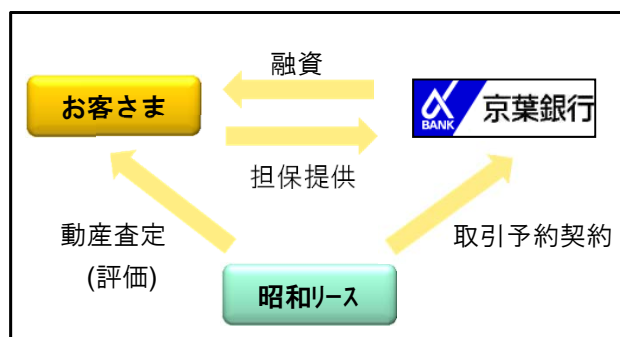 融資
お客さま
α BANK 京葉銀行
担保提供
動産査定
(評価)
取引予約契約
昭和リース